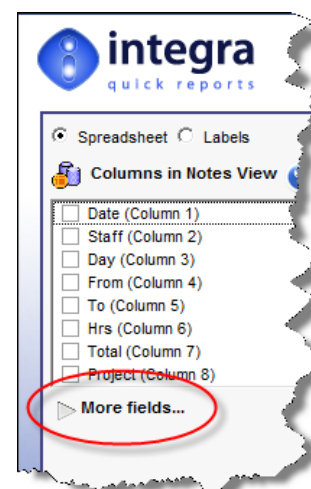 integra
quick reports
Spreadsheet Labels
Columns in Notes View
Date (Column 1)
Staff (Column 2)
Day (Column 3)
From (Column 4)
To (Column 5)
Hrs (Column 6)
Total (Column 7)
Project (Column 8)
More fields...